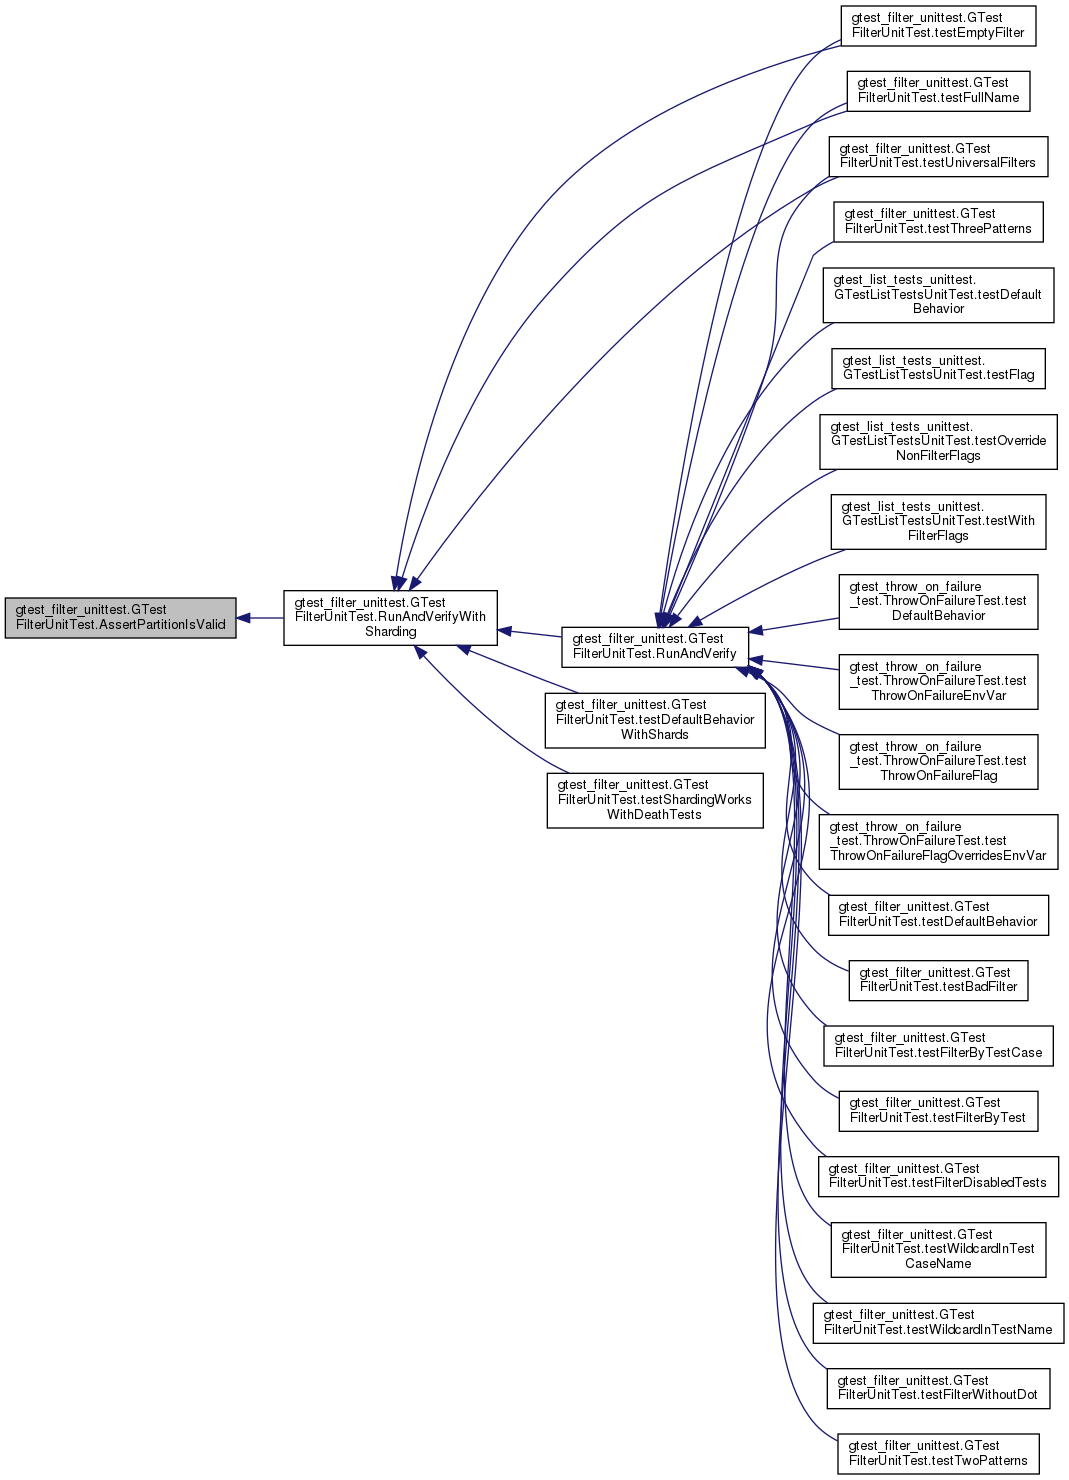 gtest_filter_unittest.GTest
FilterUnitTest.AssertPartitionIsValid
gtest_filter_unittest.GTest
FilterUnitTest.RunAndVerifyWith
Sharding
gtest_filter_unittest.GTest
FilterUnitTest.RunAndVerify
gtest_filter_unittest.GTest
FilterUnitTest.testDefaultBehavior
WithShards
gtest_filter_unittest.GTest
FilterUnitTest.testShardingWorks
WithDeathTests
gtest_filter_unittest.GTest
FilterUnitTest.testEmptyFilter
gtest_filter_unittest.GTest
FilterUnitTest.testFullName
gtest_filter_unittest.GTest
FilterUnitTest.testUniversalFilters
gtest_filter_unittest.GTest
FilterUnitTest.testThreePatterns
gtest_list_tests_unittest.
GTestListTestsUnitTest.testDefault
Behavior
gtest_list_tests_unittest.
GTestListTestsUnitTest.testFlag
gtest_list_tests_unittest.
GTestListTestsUnitTest.testOverride
NonFilterFlags
gtest_list_tests_unittest.
GTestListTestsUnitTest.testWith
FilterFlags
gtest_throw_on_failure
_test.ThrowOnFailureTest.test
DefaultBehavior
gtest_throw_on_failure
_test.ThrowOnFailureTest.test
ThrowOnFailureEnvVar
gtest_throw_on_failure
_test.ThrowOnFailureTest.test
ThrowOnFailureFlag
gtest_throw_on_failure
_test.ThrowOnFailureTest.test
ThrowOnFailureFlagOverridesEnvVar
gtest_filter_unittest.GTest
FilterUnitTest.testDefaultBehavior
gtest_filter_unittest.GTest
FilterUnitTest.testBadFilter
gtest_filter_unittest.GTest
FilterUnitTest.testFilterByTestCase
gtest_filter_unittest.GTest
FilterUnitTest.testFilterByTest
gtest_filter_unittest.GTest
FilterUnitTest.testFilterDisabledTests
gtest_filter_unittest.GTest
FilterUnitTest.testWildcardInTest
CaseName
gtest_filter_unittest.GTest
FilterUnitTest.testWildcardInTestName
gtest_filter_unittest.GTest
FilterUnitTest.testFilterWithoutDot
gtest_filter_unittest.GTest
FilterUnitTest.testTwoPatterns